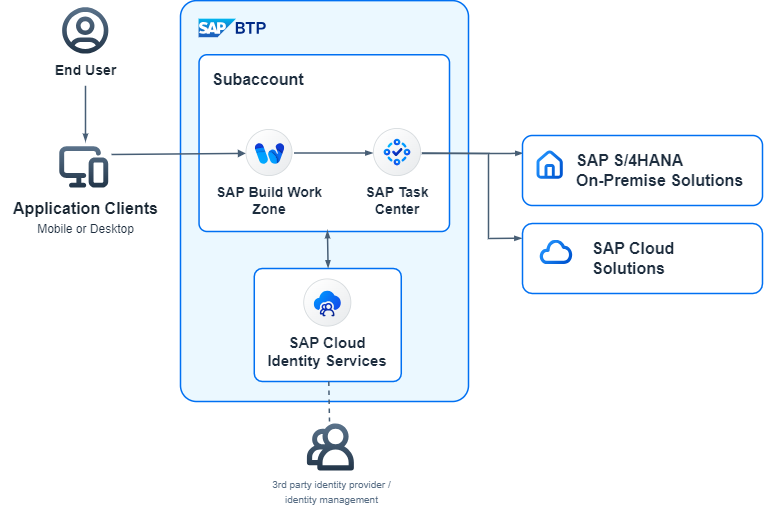 SAP BTP
End User
Subaccount
SAP Build Work
Zone
SAP Task
Center
Application Clients
Mobile or Desktop
SAP S/4HANA
On-Premise Solutions
SAP Cloud
Solutions
SAP Cloud
Identity Services
3rd party identity provider /
identity management